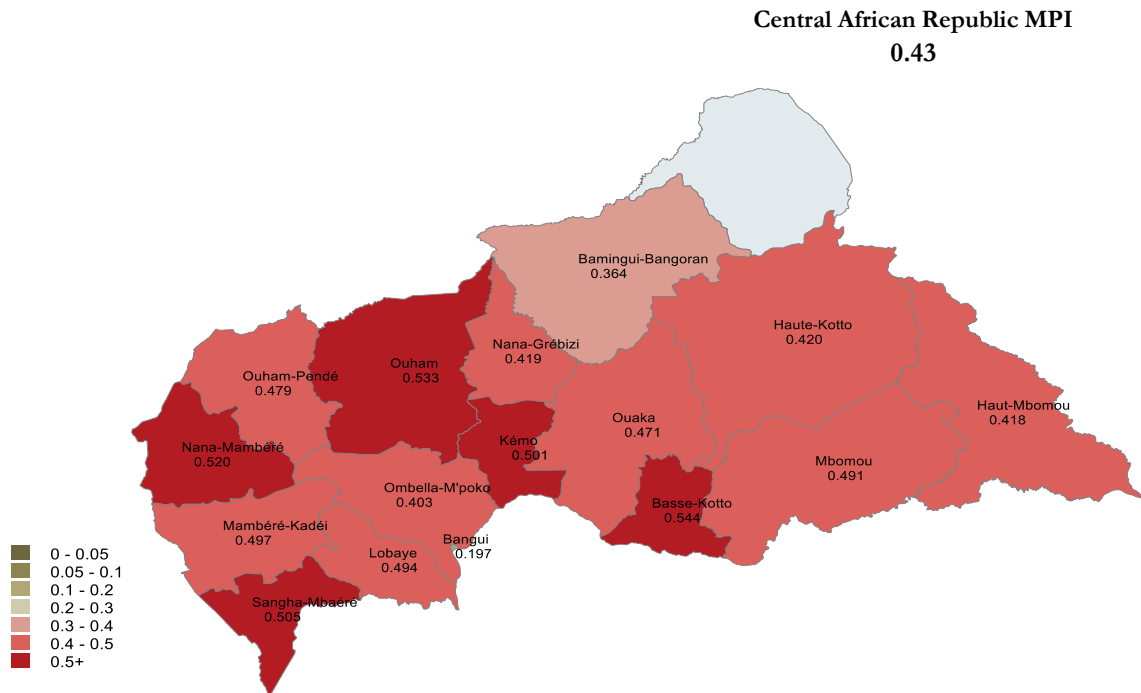 Central African Republic MPI
0.43
Bamingui-Bangoran
0.364
Haute-Kotto
0.420
Nana-Grébizi
0.419
Ouham
0.533
Ouham-Pendé
0.479
Haut-Mbomou
0.418
Ouaka
0.471
Kémo
0.501
Nana-Mambéré
0.520
Mbomou
0.491
Ombella-M'poko
0.403
Basse-Kotto
0.544
Mambéré-Kadéi
0.497
Bangui
0.197
Lobaye
0.494
Sangha-Mbaéré
0.505
0 - 0.05
0.05 - 0.1
0.1 - 0.2
0.2 - 0.3
0.3 - 0.4
0.4 - 0.5
0.5+